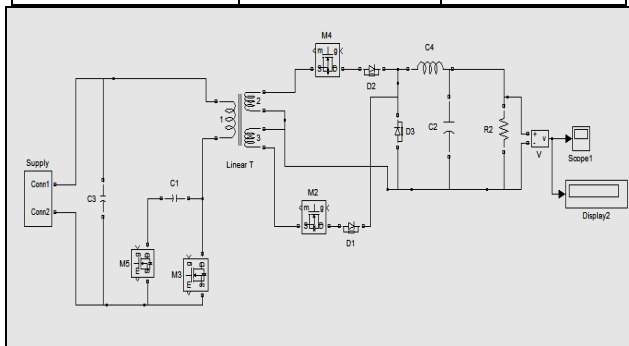 M4
m g
S D
D2
C4
1
2
3
Linear T
D3
C2
R2
+
-
v
V
Scope1
Display2
Supply
Conn1
Conn2
C3
C1
M5
M3
M2
m g
S D
D1